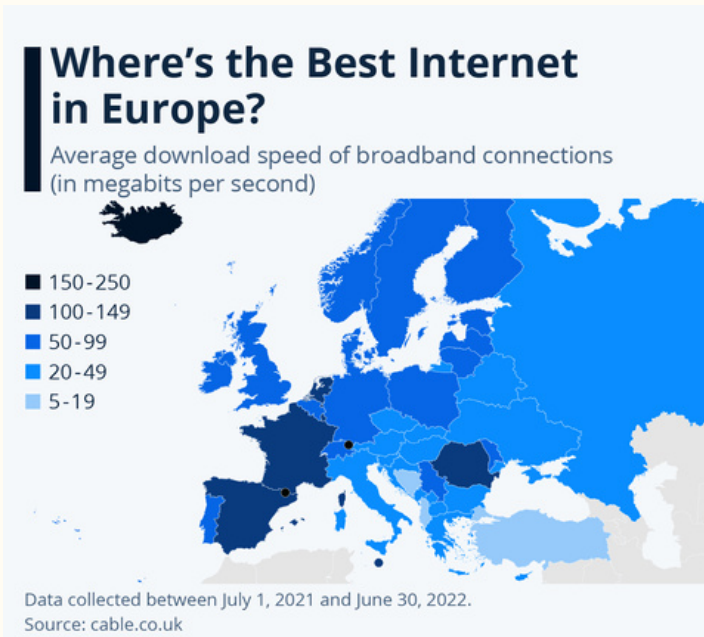 Where's the Best Internet
in Europe?
Average download speed of broadband connections
(in megabits per second)
150-250
100-149
50-99
20-49
5-19
Data collected between July 1, 2021 and June 30, 2022.
Source: cable.co.uk